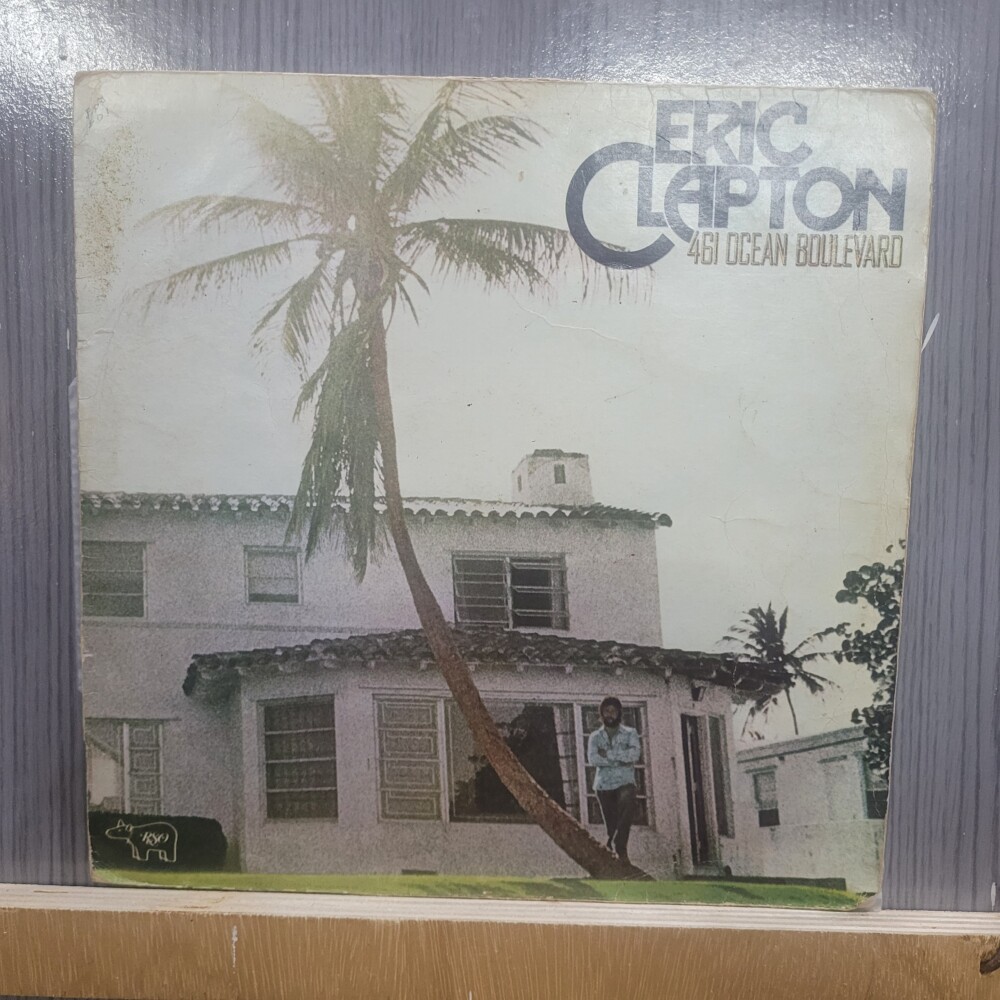 ERIC
CLAPTON
461 OCEAN BOULEVARD
RSO